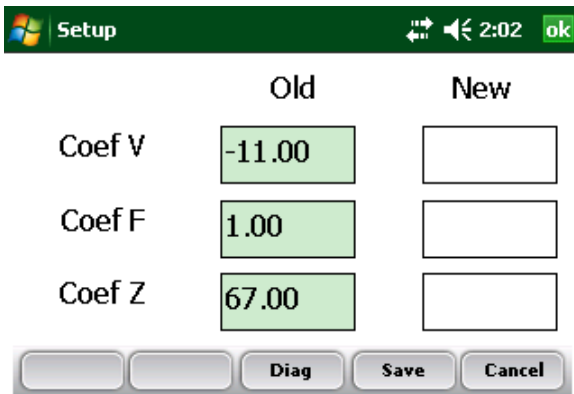 Setup 2:02 ok
Old New
Coef V -11.00
Coef F 1.00
Coef Z 67.00
Diag Save Cancel